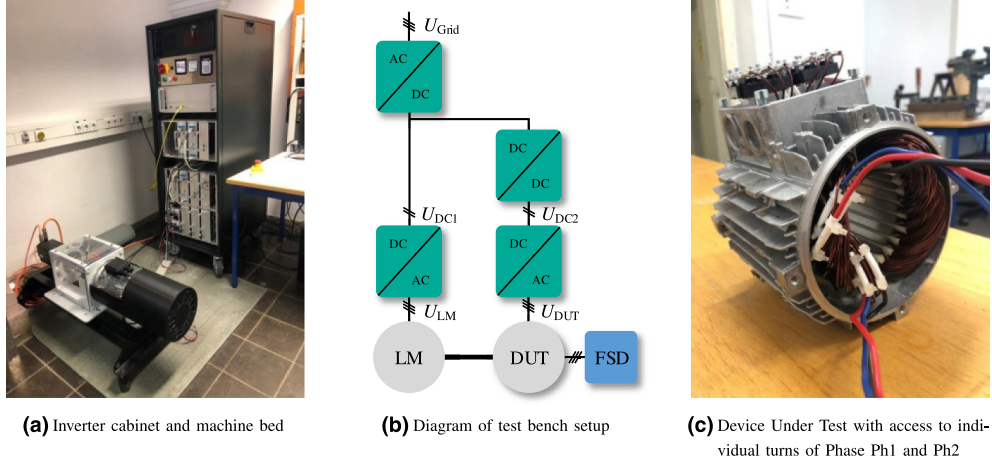 U_Grid
AC
DC
DC
DC
U_DC1
U_DC2
DC
AC
DC
AC
U_LM
U_DUT
LM
DUT
FSD
(a) Inverter cabinet and machine bed
(b) Diagram of test bench setup
(c) Device Under Test with access to indi-
vidual turns of Phase Ph1 and Ph2